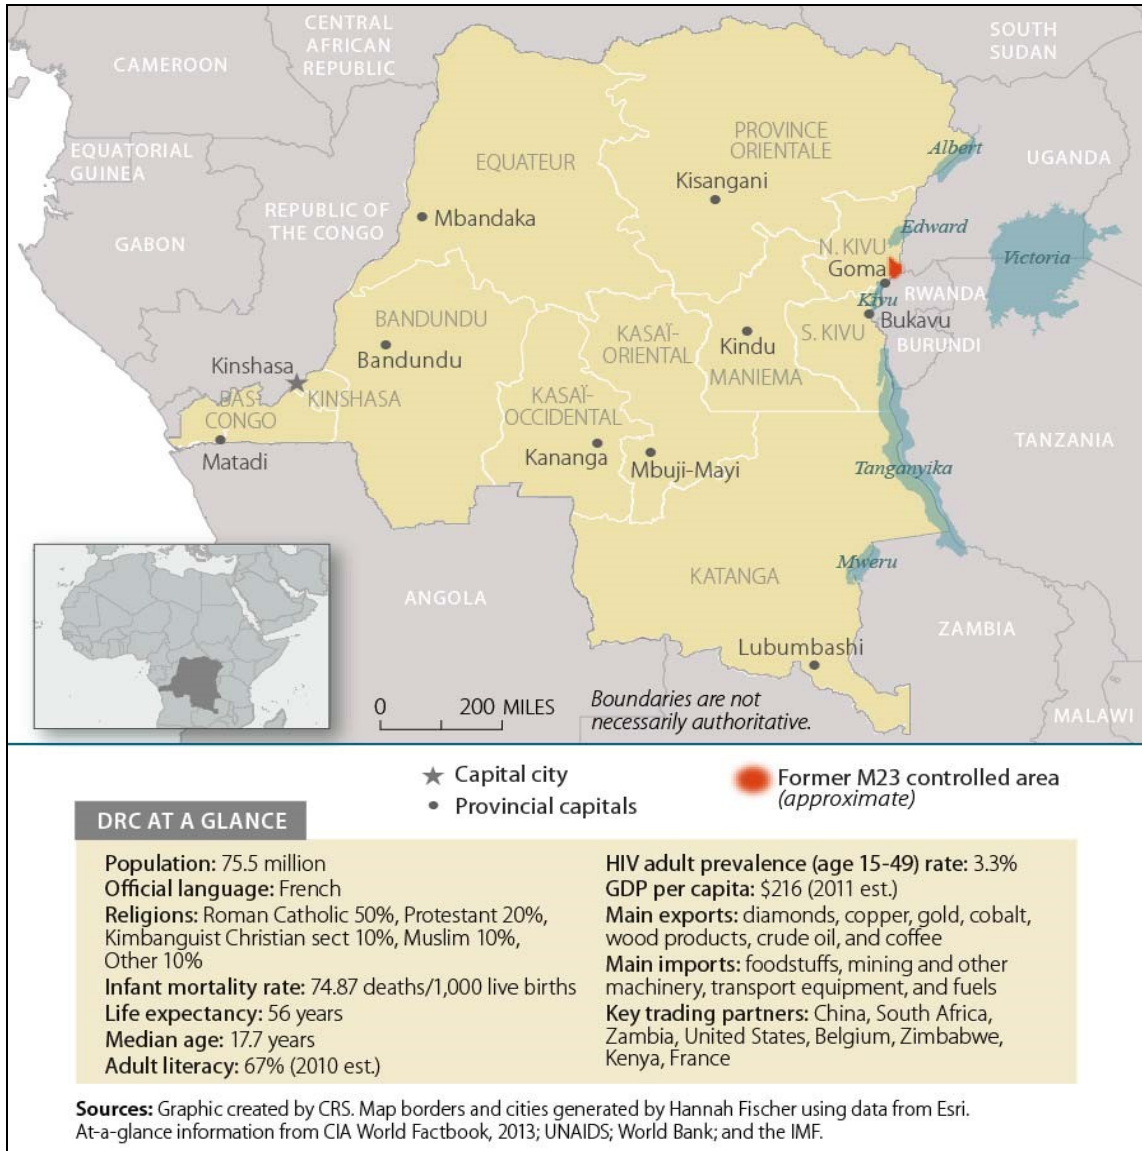 CENTRAL
AFRICAN
REPUBLIC
SOUTH
SUDAN
CAMEROON
EQUATORIAL
GUINEA
GABON
REPUBLIC OF
THE CONGO
EQUATEUR
Mbandaka
PROVINCE
ORIENTALE
Kisangani
Albert
UGANDA
Edward
N. KIVU
Goma
Victoria
Kivu
RWANDA
Bukavu
BURUNDI
BANDUNDU
Bandundu
KASAÏ-
ORIENTAL
Kindu
MANIEMA
S. KIVU
Kinshasa
BAS-
CONGO
KINSHASA
Matadi
KASAÏ-
OCCIDENTAL
Kananga
Mbuji-Mayi
Tanganyika
TANZANIA
Mweru
KATANGA
ANGOLA
ZAMBIA
Lubumbashi
MALAWI
0 200 MILES
Boundaries are not
necessarily authoritative.
Capital city
Provincial capitals
Former M23 controlled area
(approximate)
DRC AT A GLANCE
Population: 75.5 million
Official language: French
Religions: Roman Catholic 50%, Protestant 20%,
Kimbanguist Christian sect 10%, Muslim 10%,
Other 10%
Infant mortality rate: 74.87 deaths/1,000 live births
Life expectancy: 56 years
Median age: 17.7 years
Adult literacy: 67% (2010 est.)
HIV adult prevalence (age 15-49) rate: 3.3%
GDP per capita: $216 (2011 est.)
Main exports: diamonds, copper, gold, cobalt,
wood products, crude oil, and coffee
Main imports: foodstuffs, mining and other
machinery, transport equipment, and fuels
Key trading partners: China, South Africa,
Zambia, United States, Belgium, Zimbabwe,
Kenya, France
Sources: Graphic created by CRS. Map borders and cities generated by Hannah Fischer using data from Esri.
At-a-glance information from CIA World Factbook, 2013; UNAIDS; World Bank; and the IMF.